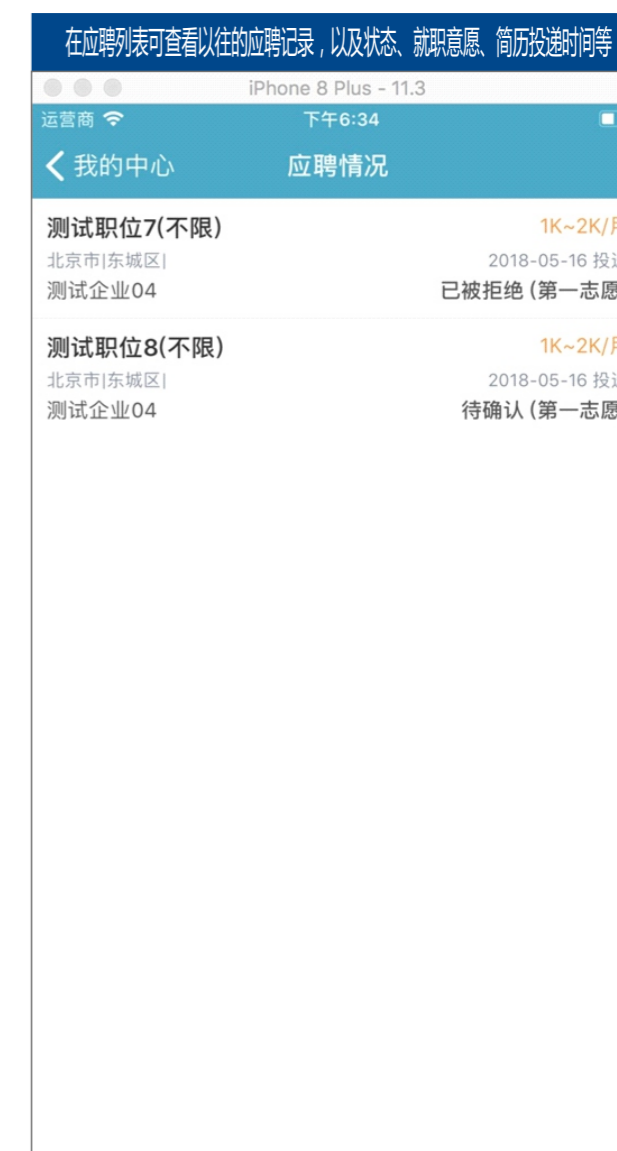 在应聘列表可查看以往的应聘记录，以及状态、就职意愿、简历投递时间等
iPhone 8 Plus - 11.3
运营商 下午6:34
我的中心 应聘情况
测试职位7(不限) 1K~2K/月
北京市|东城区| 2018-05-16 投
测试企业04 已被拒绝 (第一志愿
测试职位8(不限) 1K~2K/月
北京市|东城区| 2018-05-16 投
测试企业04 待确认 (第一志愿